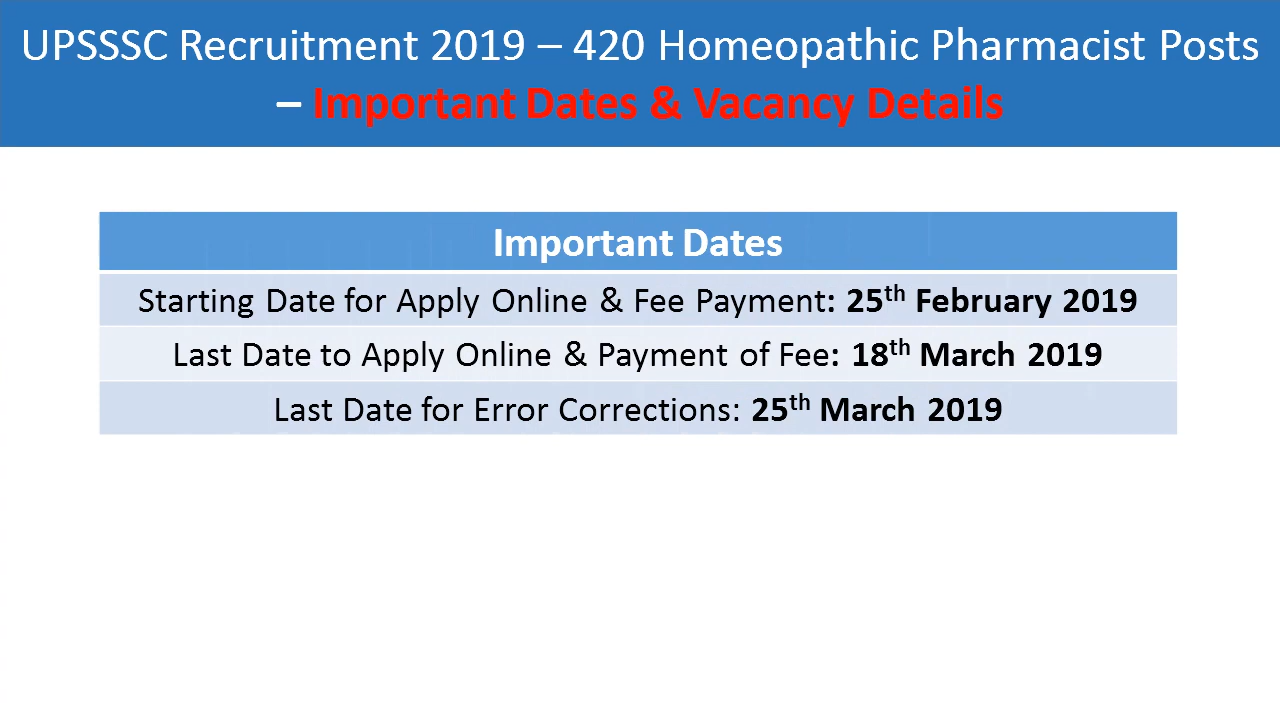 UPSSSC Recruitment 2019 – 420 Homeopathic Pharmacist Posts
– Important Dates & Vacancy Details
Important Dates
Starting Date for Apply Online & Fee Payment: 25th February 2019
Last Date to Apply Online & Payment of Fee: 18th March 2019
Last Date for Error Corrections: 25th March 2019